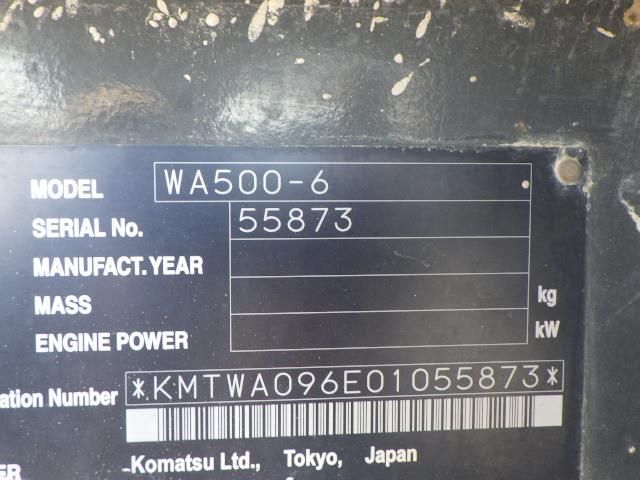 MODEL WA500-6
SERIAL No. 55873
MANUFACT. YEAR
MASS kg
ENGINE POWER kW
ation Number *KMTWA096E01055873*
ER Komatsu Ltd., Tokyo, Japan